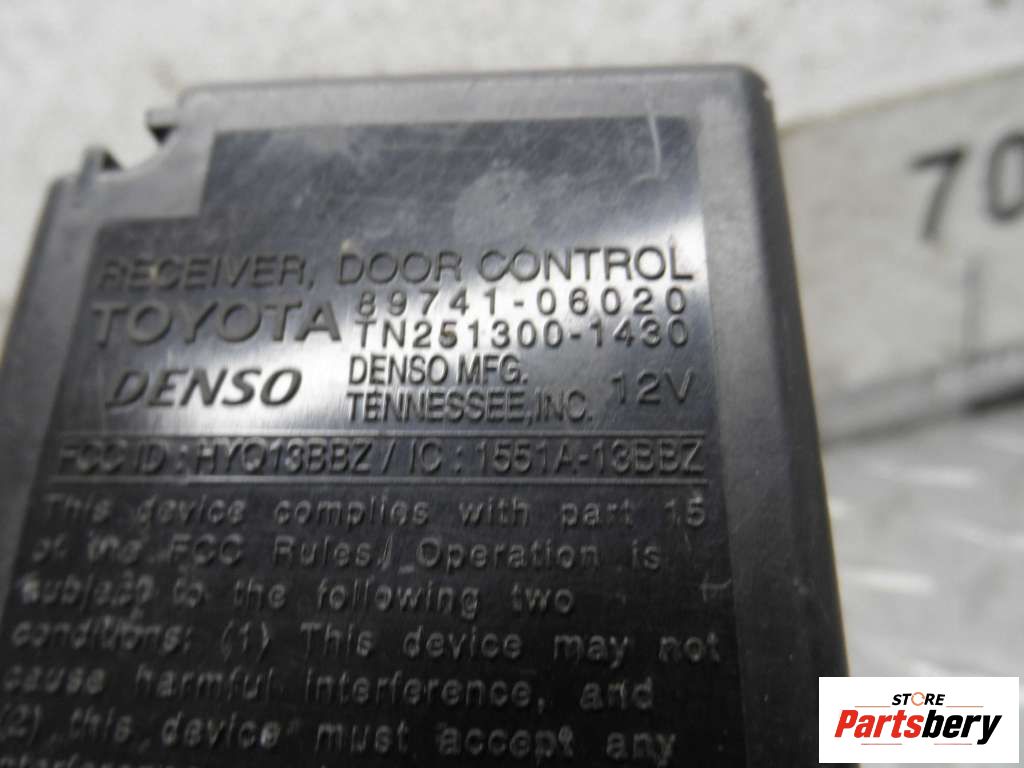 RECEIVER, DOOR CONTROL
TOYOTA 89741-06020
TN251300-1430
DENSO DENSO MFG.
TENNESSEE, INC. 12V
FCC ID : HYQ13BBZ / IC : 1551A-13BBZ
This device complies with part 15
of the FCC Rules. Operation is
subject to the following two
conditions: (1) This device may not
cause harmful interference, and
(2) this device must accept any
70
STORE
Partsbery